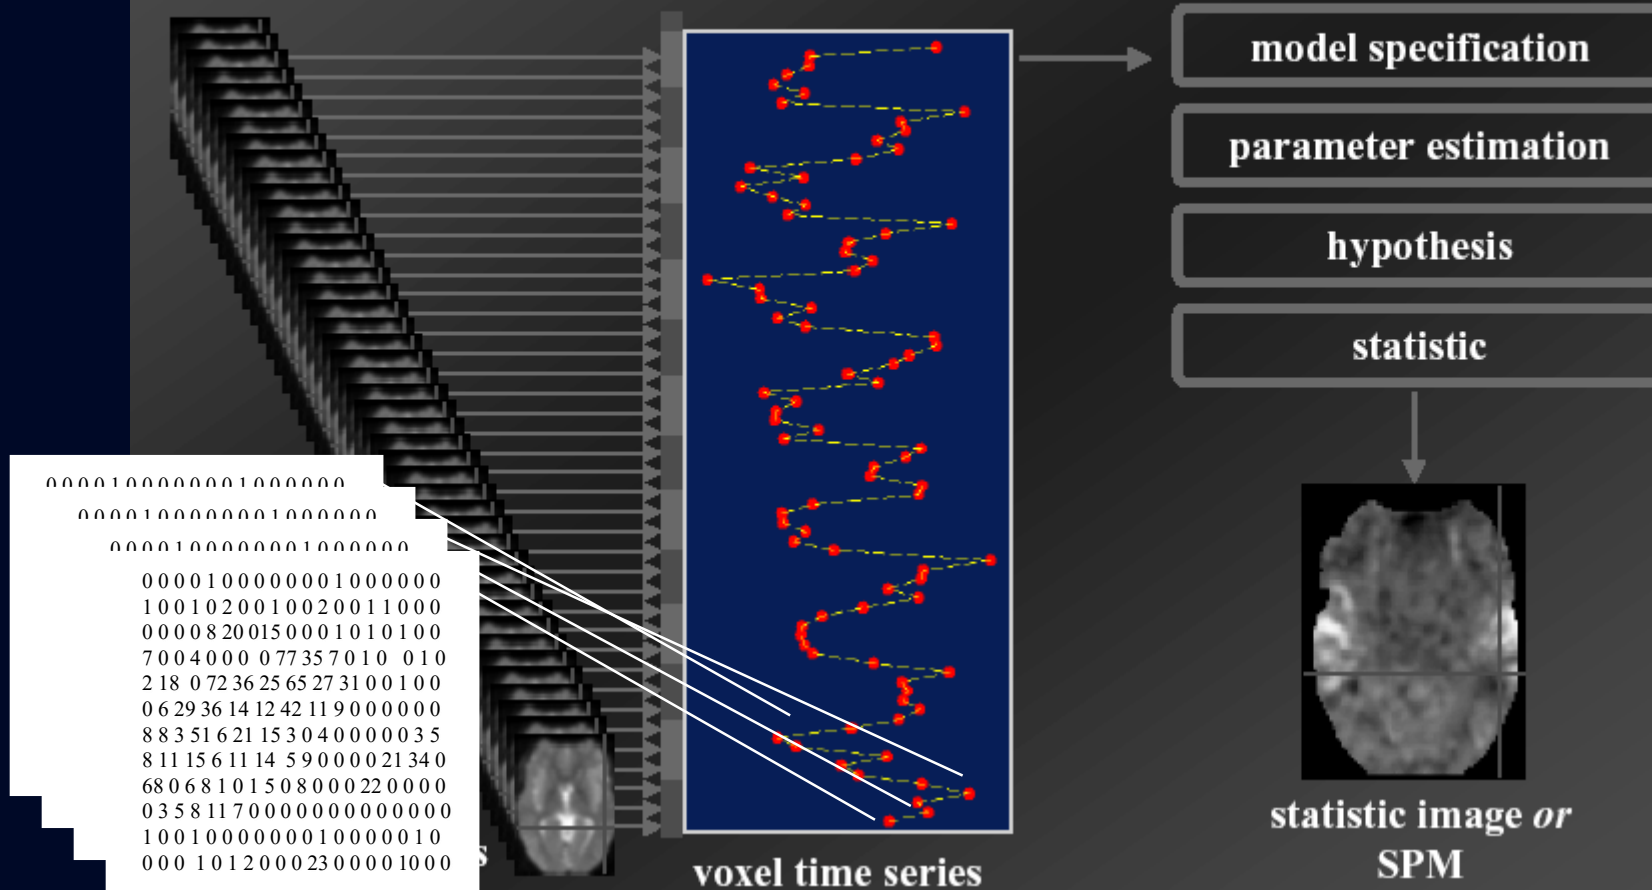 model specification
parameter estimation
hypothesis
statistic
0 0 0 0 1 0 0 0 0 0 0 0 1 0 0 0 0 0 0
0 0 0 0 1 0 0 0 0 0 0 0 1 0 0 0 0 0 0
0 0 0 0 1 0 0 0 0 0 0 0 1 0 0 0 0 0 0
0 0 0 0 1 0 0 0 0 0 0 0 1 0 0 0 0 0 0
1 0 0 1 0 2 0 0 1 0 0 2 0 0 1 1 0 0 0
0 0 0 0 8 20 015 0 0 0 1 0 1 0 1 0 0
7 0 0 4 0 0 0 0 77 35 7 0 1 0 0 1 0
2 18 0 72 36 25 65 27 31 0 0 1 0 0
0 6 29 36 14 12 42 11 9 0 0 0 0 0 0
8 8 3 51 6 21 15 3 0 4 0 0 0 0 0 3 5
8 11 15 6 11 14 5 9 0 0 0 0 21 34 0
68 0 6 8 1 0 1 5 0 8 0 0 0 22 0 0 0 0
0 3 5 8 11 7 0 0 0 0 0 0 0 0 0 0 0 0 0
1 0 0 1 0 0 0 0 0 0 0 1 0 0 0 0 0 1 0
0 0 0 1 0 1 2 0 0 0 23 0 0 0 0 10 0 0
s
voxel time series
statistic image or
SPM